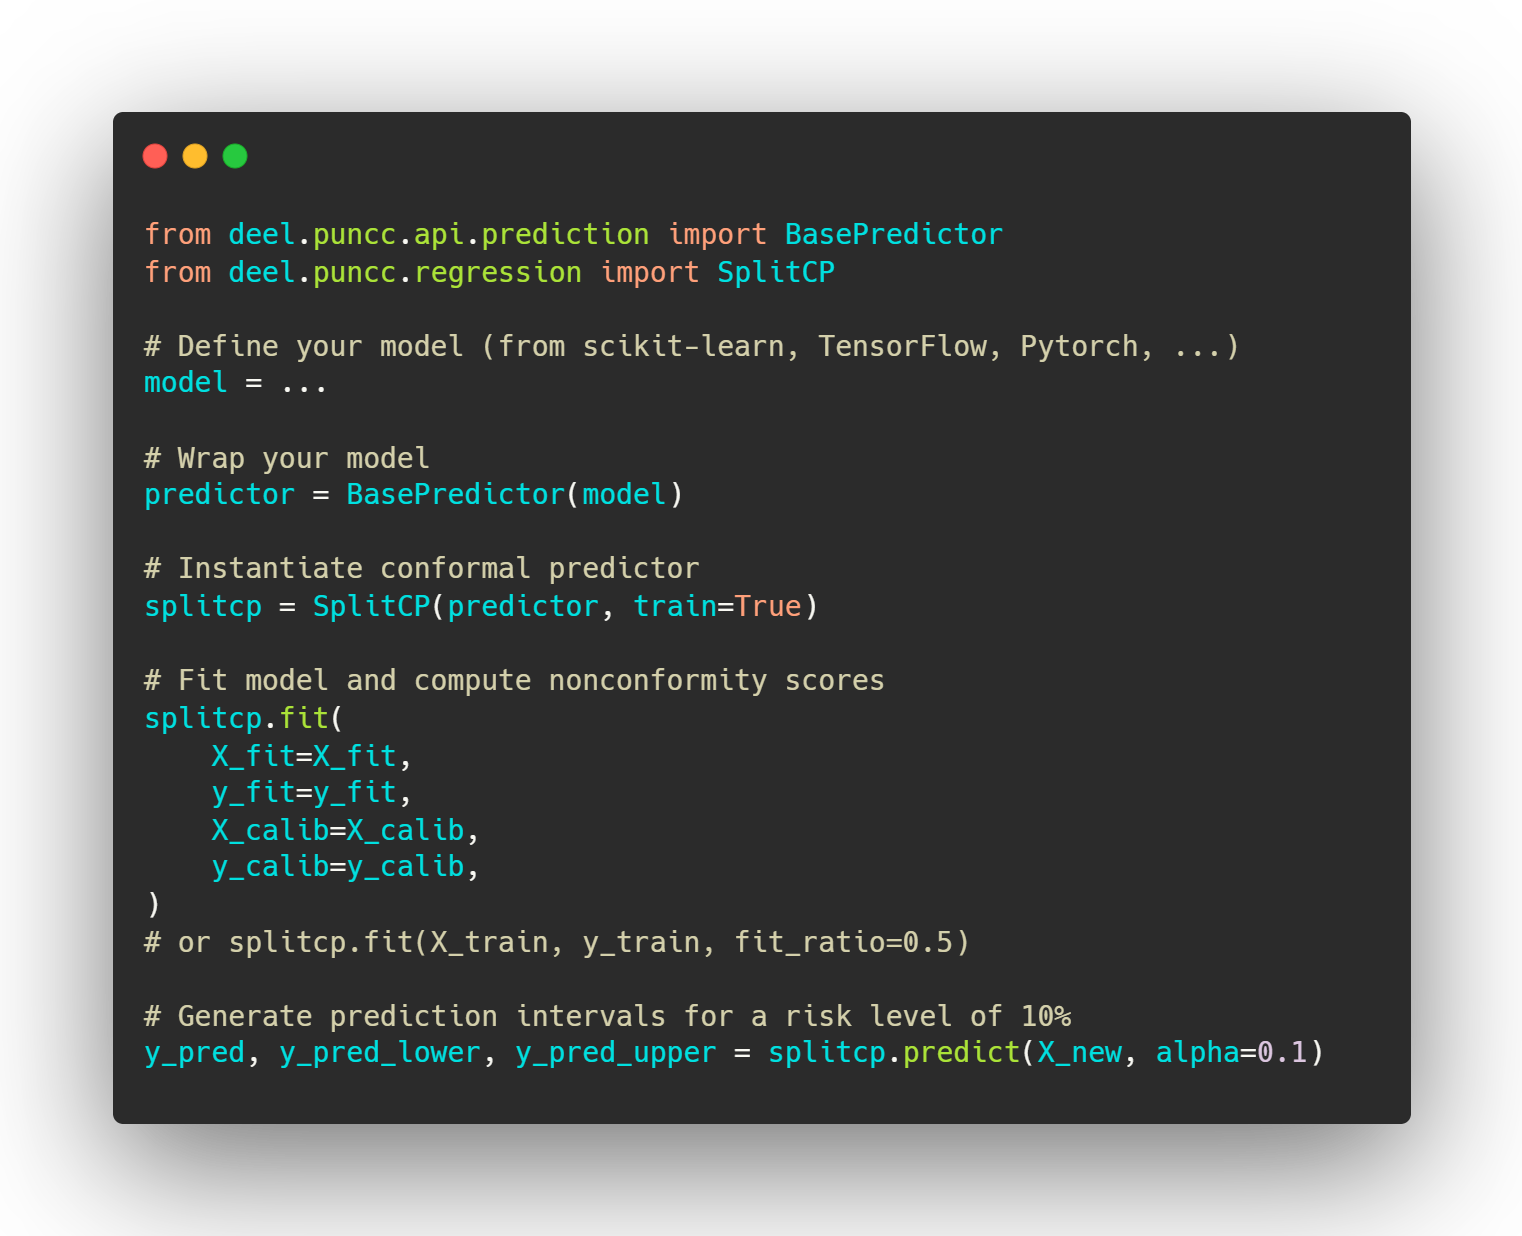 from deel.puncc.api.prediction import BasePredictor
from deel.puncc.regression import SplitCP
# Define your model (from scikit-learn, TensorFlow, Pytorch, ...)
model = ...
# Wrap your model
predictor = BasePredictor(model)
# Instantiate conformal predictor
splitcp = SplitCP(predictor, train=True)
# Fit model and compute nonconformity scores
splitcp.fit(
    X_fit=X_fit,
    y_fit=y_fit,
    X_calib=X_calib,
    y_calib=y_calib,
)
# or splitcp.fit(X_train, y_train, fit_ratio=0.5)
# Generate prediction intervals for a risk level of 10%
y_pred, y_pred_lower, y_pred_upper = splitcp.predict(X_new, alpha=0.1)